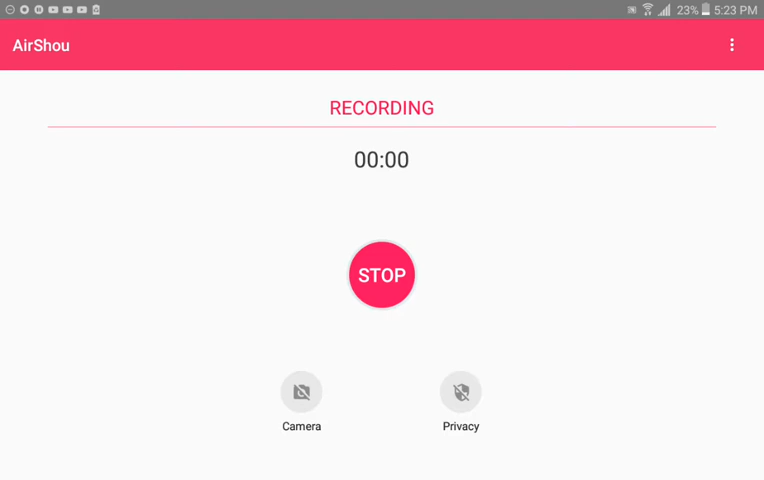 23% 5:23 PM
AirShou
RECORDING
00:00
STOP
Camera Privacy